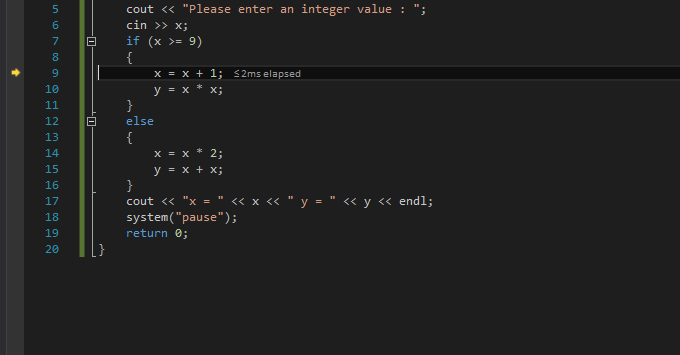 5 cout << "Please enter an integer value : ";
6 cin >> x;
7 if (x >= 9)
8 {
9 x = x + 1; ≤2ms elapsed
10 y = x * x;
11 }
12 else
13 {
14 x = x * 2;
15 y = x + x;
16 }
17 cout << "x = " << x << " y = " << y << endl;
18 system("pause");
19 return 0;
20 }